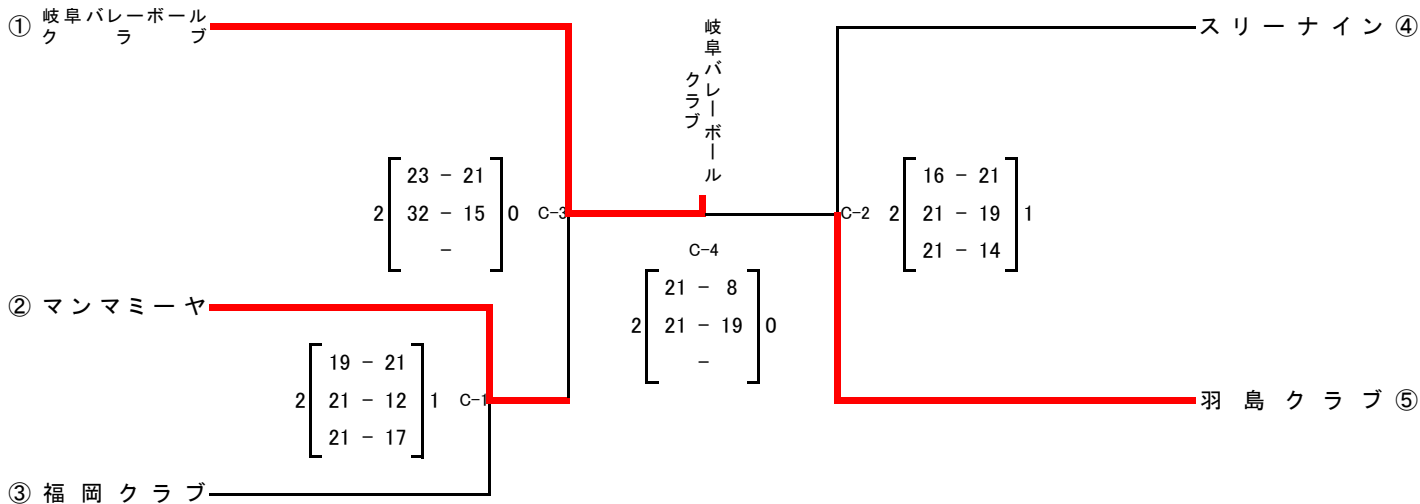 ① 岐阜バレーボール
クラブ
岐阜バレーボール
クラブ
スリーナイン ④
23 − 21
2 32 − 15 0 C−3
−
C−2 2 16 − 21
21 − 19 1
21 − 14
C−4
21 − 8
2 21 − 19 0
−
② マンマミーヤ
19 − 21
2 21 − 12 1 C−1
21 − 17
羽島クラブ ⑤
③ 福岡クラブ